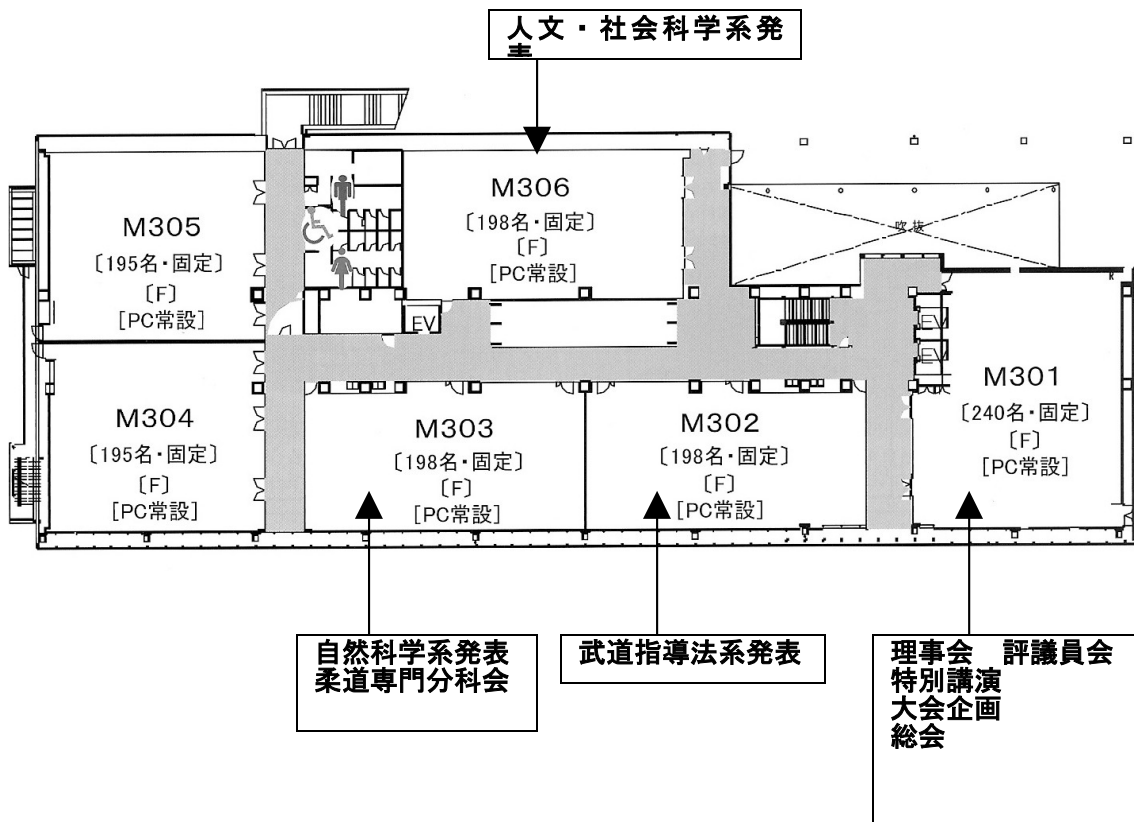 人文・社会科学系発
表
M306
〔198名・固定〕
〔F〕
[PC常設]
M305
〔195名・固定〕
〔F〕
[PC常設]
吹抜
EV
EV
EV
M301
〔240名・固定〕
〔F〕
[PC常設]
M304
〔195名・固定〕
〔F〕
[PC常設]
M303
〔198名・固定〕
〔F〕
[PC常設]
M302
〔198名・固定〕
〔F〕
[PC常設]
自然科学系発表
柔道専門分科会
武道指導法系発表
理事会　評議員会
特別講演
大会企画
総会